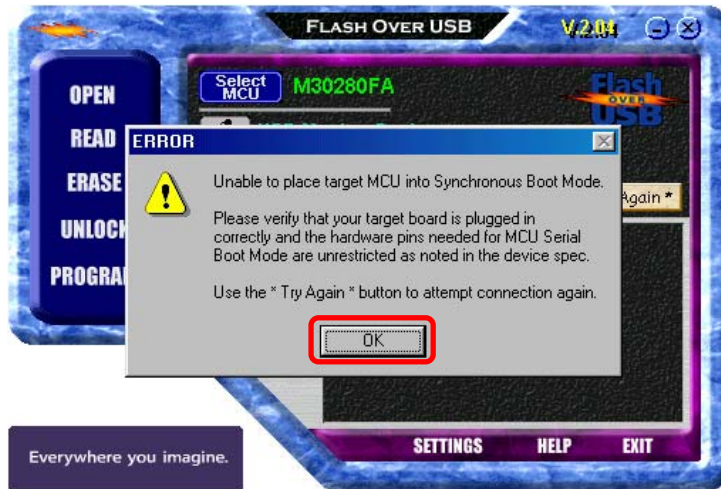 FLASH OVER USB
V.2.04
OPEN
READ
ERASE
UNLOCK
PROGRA
Select
MCU
M30280FA
Flash
OVER
USB
ERROR
Unable to place target MCU into Synchronous Boot Mode.
Please verify that your target board is plugged in
correctly and the hardware pins needed for MCU Serial
Boot Mode are unrestricted as noted in the device spec.
Use the * Try Again * button to attempt connection again.
OK
Again *
SETTINGS
HELP
EXIT
Everywhere you imagine.